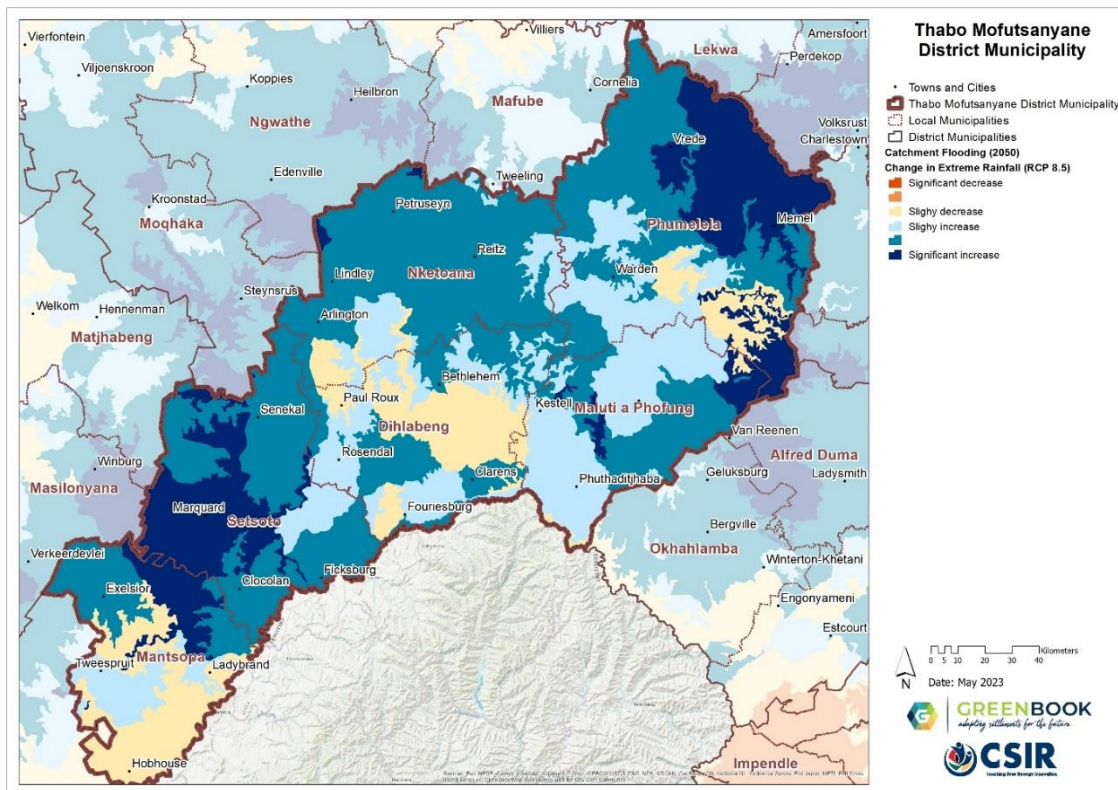 Thabo Mofutsanyane
District Municipality
Towns and Cities
Thabo Mofutsanyane District Municipality
Local Municipalities
District Municipalities
Catchment Flooding (2050)
Change in Extreme Rainfall (RCP 8.5)
Significant decrease
Slighy decrease
Slighy increase
Significant increase
Vierfontein
Villiers
Amersfoort
Lekwa
Perdekop
Viljoenskroon
Koppies
Cornelia
Heilbron
Mafube
Ngwathe
Volksrust
Charlestown
Vrede
Edenville
Tweeling
Kroonstad
Petruseyn
Moqhaka
Memel
Phumelela
Reitz
Nketoana
Warden
Lindley
Steynsrus
Welkom
Hennenman
Arlington
Matjhabeng
Bethlehem
Paul Roux
Kestell
Maluti a Phofung
Senekal
Dihlabeng
Van Reenen
Rosendal
Alfred Duma
Winburg
Clarens
Geluksburg
Ladysmith
Masilonyana
Phuthaditjhaba
Marquard
Setsoto
Fouriesburg
Bergville
Okhahlamba
Verkeerdevlei
Winterton-Khetani
Ficksburg
Clocolan
Exelsior
Engonyameni
Estcourt
Mantsopa
Tweespruit
Ladybrand
Hobhouse
Impendle
Kilometers
0 5 10 20 30 40
N
Date: May 2023
GREENBOOK
adapting settlements for the future
CSIR
Touching lives through innovation